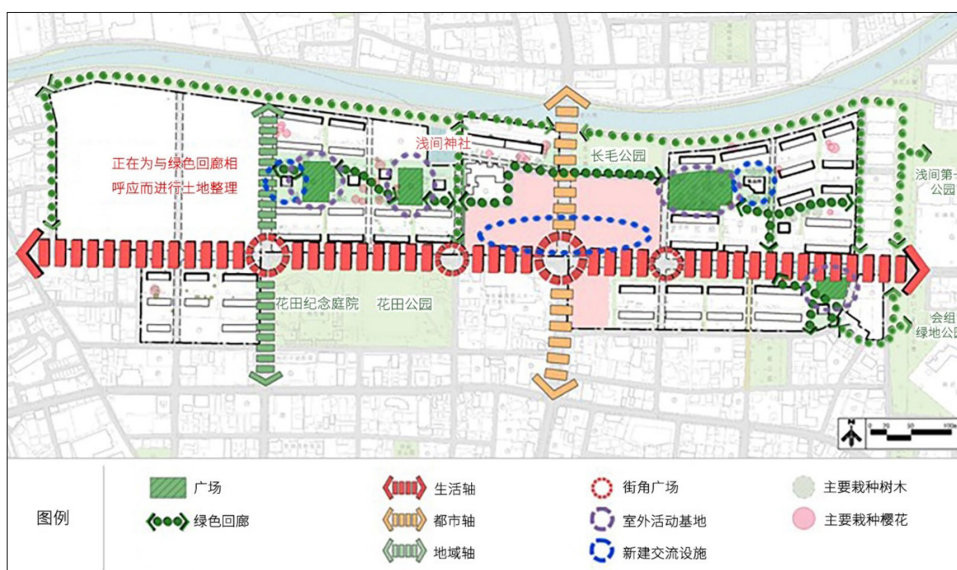 浅间神社
长毛公园
正在为与绿色回廊相
呼应而进行土地整理
浅间第一
公园
花田纪念庭院
花田公园
会组
绿地公园
图例
广场
绿色回廊
生活轴
都市轴
地域轴
街角广场
室外活动基地
新建交流设施
主要栽种树木
主要栽种樱花